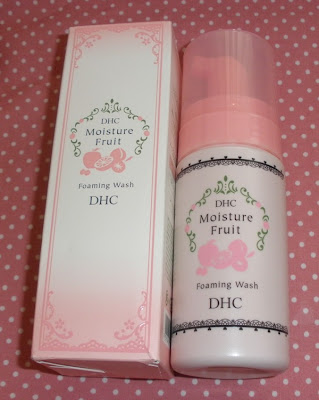 DHC
Moisture
Fruit
Foaming Wash
DHC
DHC
Moisture
Fruit
Foaming Wash
DHC